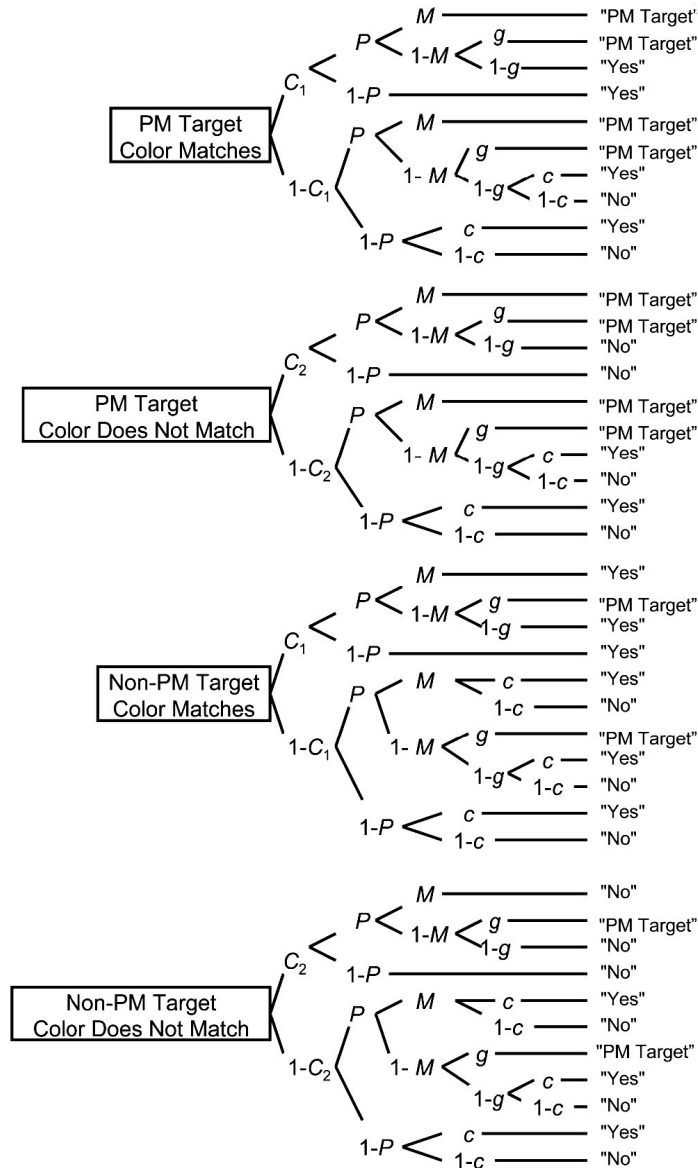 M "PM Target"
P g "PM Target"
1-M
1-g "Yes"
C1
1-P "Yes"
PM Target
Color Matches
P M "PM Target"
g "PM Target"
1- M c "Yes"
1-g
1-c "No"
1-C1
c "Yes"
1-P
1-c "No"
M "PM Target"
P g "PM Target"
1-M
1-g "No"
C2
1-P "No"
PM Target
Color Does Not Match
P M "PM Target"
g "PM Target"
1- M c "Yes"
1-g
1-c "No"
1-C2
c "Yes"
1-P
1-c "No"
M "Yes"
P g "PM Target"
1-M
1-g "Yes"
C1
1-P "Yes"
Non-PM Target
Color Matches
P M c "Yes"
1-c "No"
g "PM Target"
1- M
c "Yes"
1-g
1-c "No"
1-C1
c "Yes"
1-P
1-c "No"
M "No"
P g "PM Target"
1-M
1-g "No"
C2
1-P "No"
Non-PM Target
Color Does Not Match
P M c "Yes"
1-c "No"
g "PM Target"
1- M
c "Yes"
1-g
1-c "No"
1-C2
c "Yes"
1-P
1-c "No"